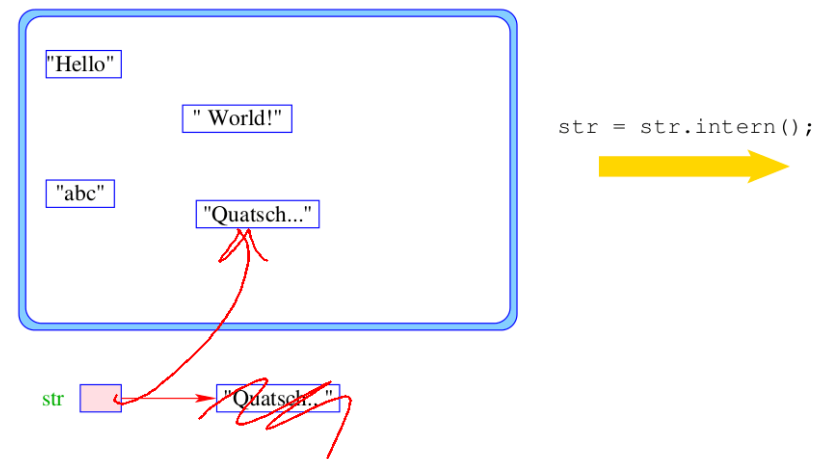 "Hello"
" World!"
str = str.intern();
"abc"
"Quatsch..."
str
"Quatsch..."